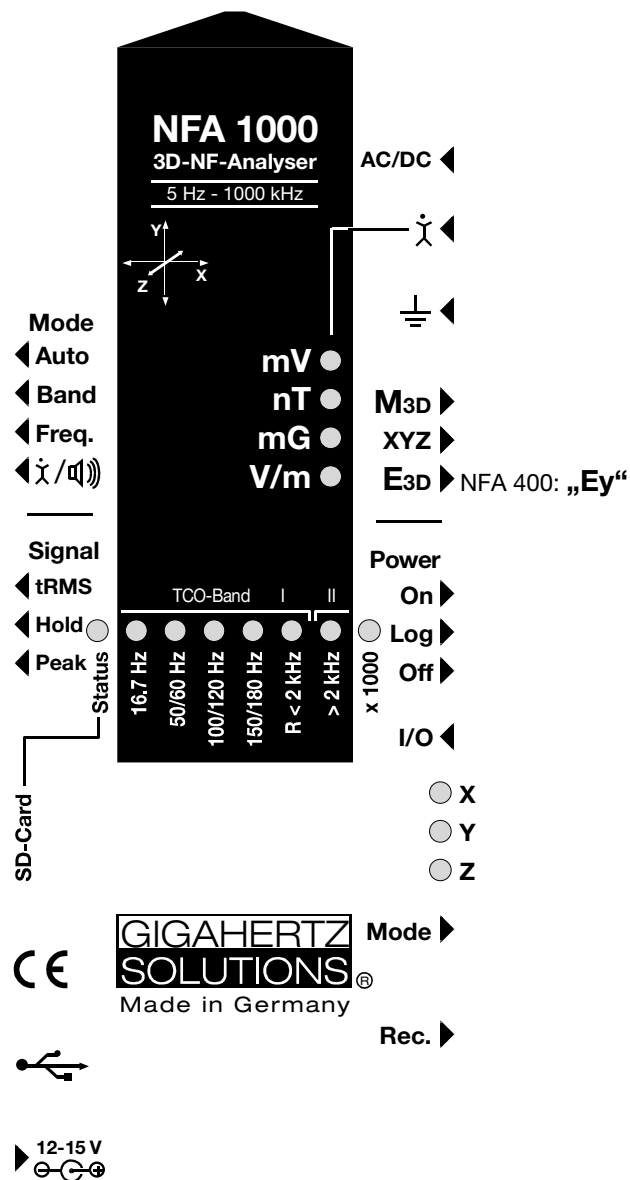 NFA 1000
3D-NF-Analyser
5 Hz - 1000 kHz
Y
X
Z
AC/DC
Mode
Auto
Band
Freq.
/
mV
nT
mG
V/m
M3D
XYZ
E3D
NFA 400: „Ey“
Signal
tRMS
Hold
Peak
Status
SD-Card
TCO-Band I II
16.7 Hz
50/60 Hz
100/120 Hz
150/180 Hz
R < 2 kHz
> 2 kHz
x 1000
Power
On
Log
Off
I/O
X
Y
Z
Mode
Rec.
CE
GIGAHERTZ
SOLUTIONS ®
Made in Germany
12-15 V